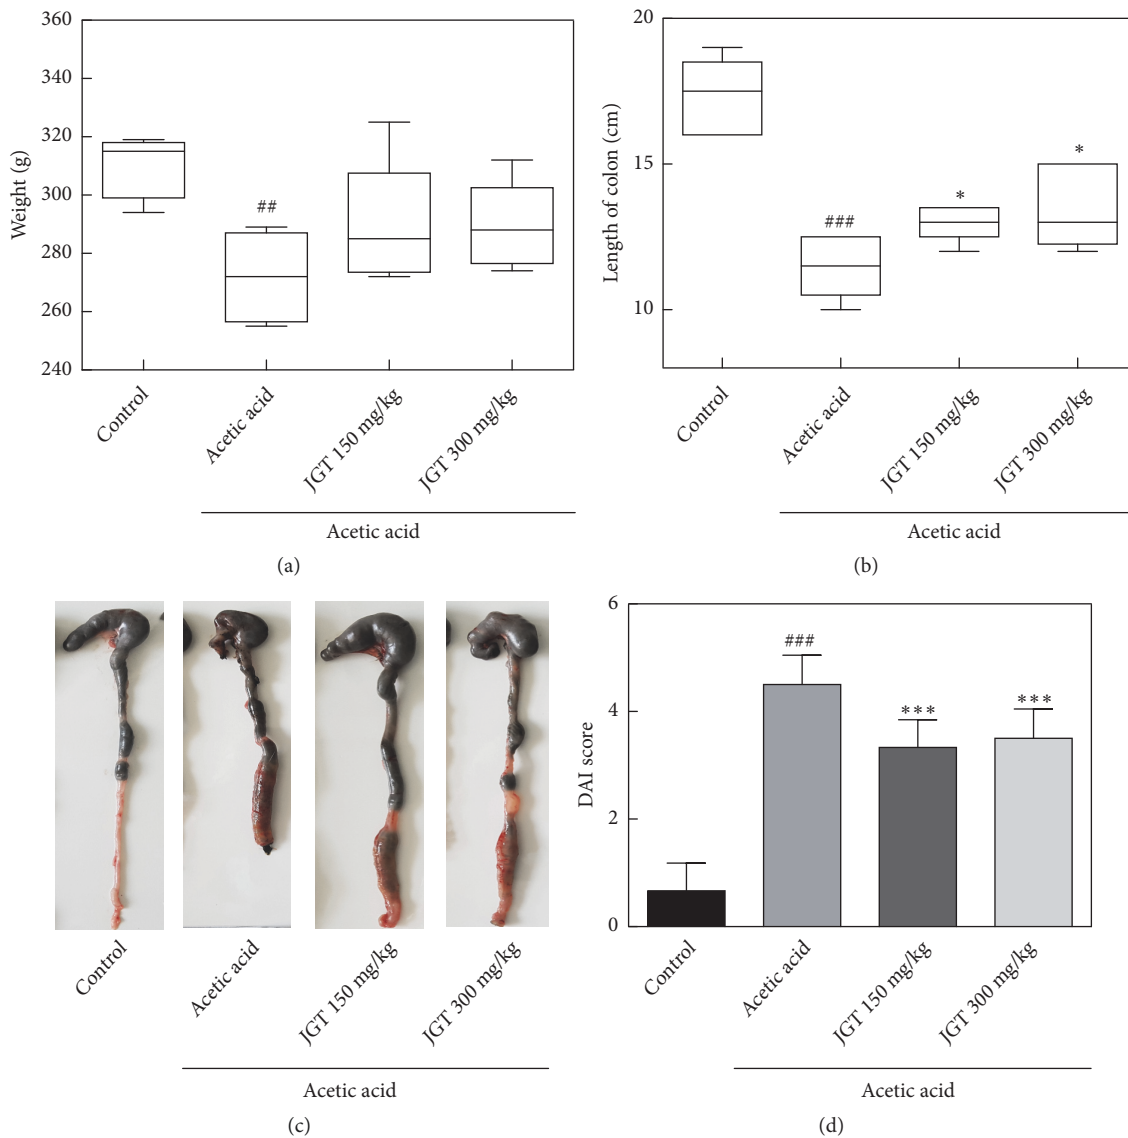 360
340
320
300
280
260
240
Weight (g)
##
Control
Acetic acid
JGT 150 mg/kg
JGT 300 mg/kg
Acetic acid
(a)
20
15
10
Length of colon (cm)
###
*
*
Control
Acetic acid
JGT 150 mg/kg
JGT 300 mg/kg
Acetic acid
(b)
Control
Acetic acid
JGT 150 mg/kg
JGT 300 mg/kg
Acetic acid
(c)
6
4
2
0
DAI score
###
***
***
Control
Acetic acid
JGT 150 mg/kg
JGT 300 mg/kg
Acetic acid
(d)